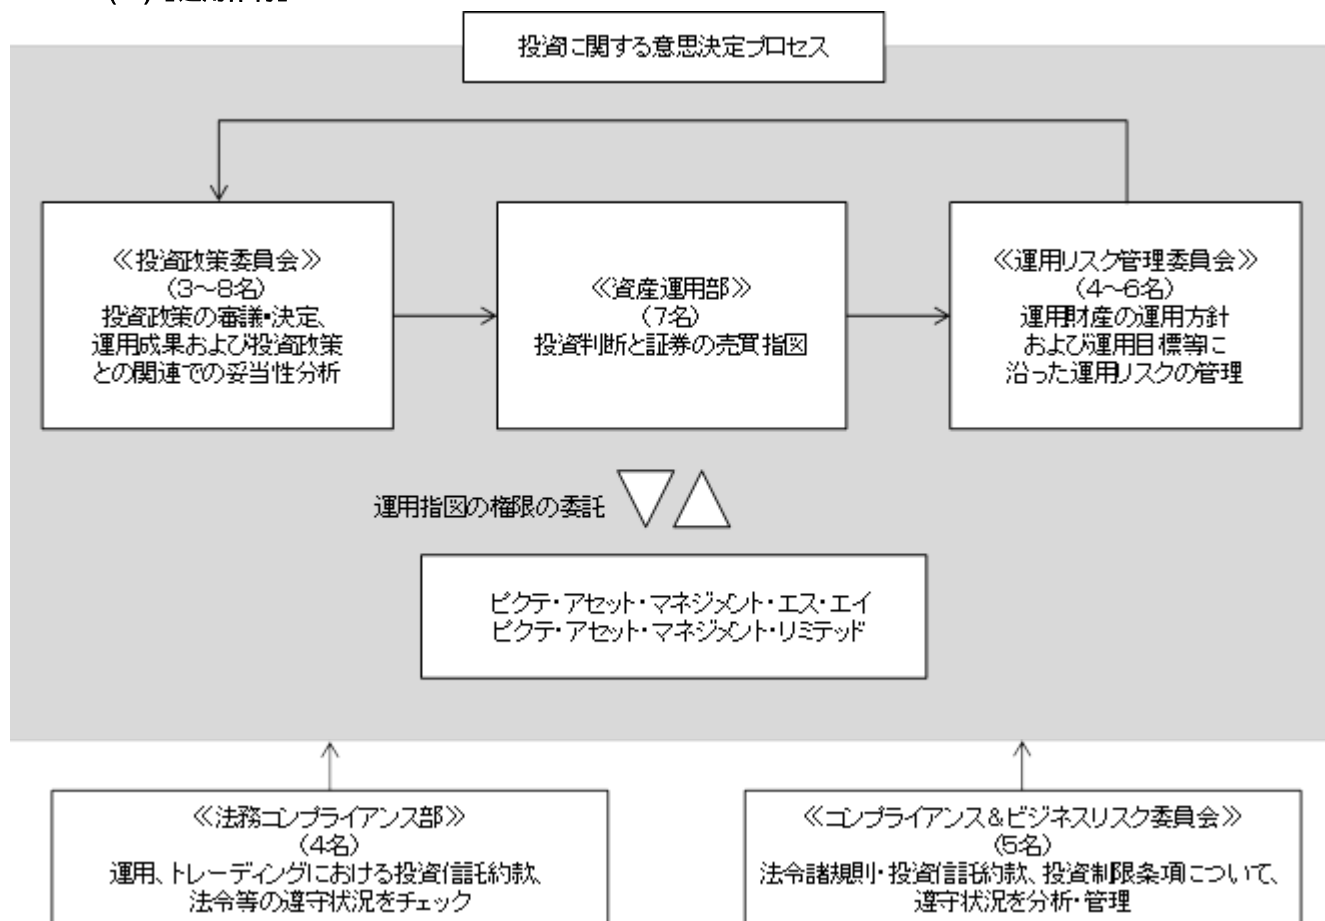 投資に関する意思決定プロセス
≪投資政策委員会≫
(3~8名)
投資政策の審議・決定、
運用成果および投資政策
との関連での妥当性分析
≪資産運用部≫
(7名)
投資判断と証券の売買指図
≪運用リスク管理委員会≫
(4~6名)
運用財産の運用方針
および運用目標等に
沿った運用リスクの管理
運用指図の権限の委託
ピクテ・アセット・マネジメント・エス・エイ
ピクテ・アセット・マネジメント・リミテッド
≪法務コンプライアンス部≫
(4名)
運用、トレーディングにおける投資信託約款、
法令等の遵守状況をチェック
≪コンプライアンス&ビジネスリスク委員会≫
(5名)
法令諸規則・投資信託約款、投資制限条項について、
遵守状況を分析・管理